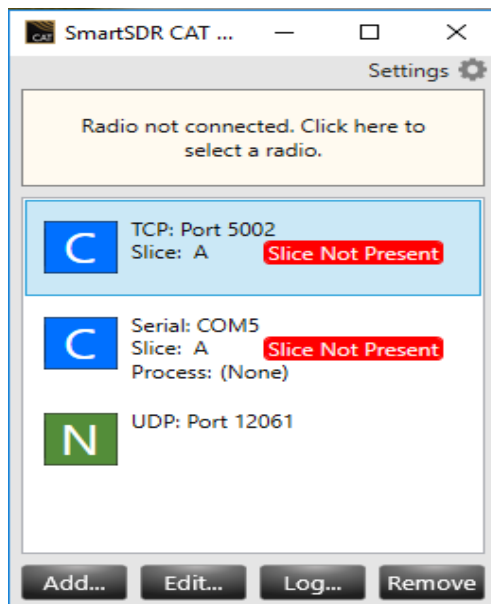 CAT SmartSDR CAT ...
Settings
Radio not connected. Click here to
select a radio.
C
TCP: Port 5002
Slice: A Slice Not Present
C
Serial: COM5
Slice: A Slice Not Present
Process: (None)
N
UDP: Port 12061
Add... Edit... Log... Remove